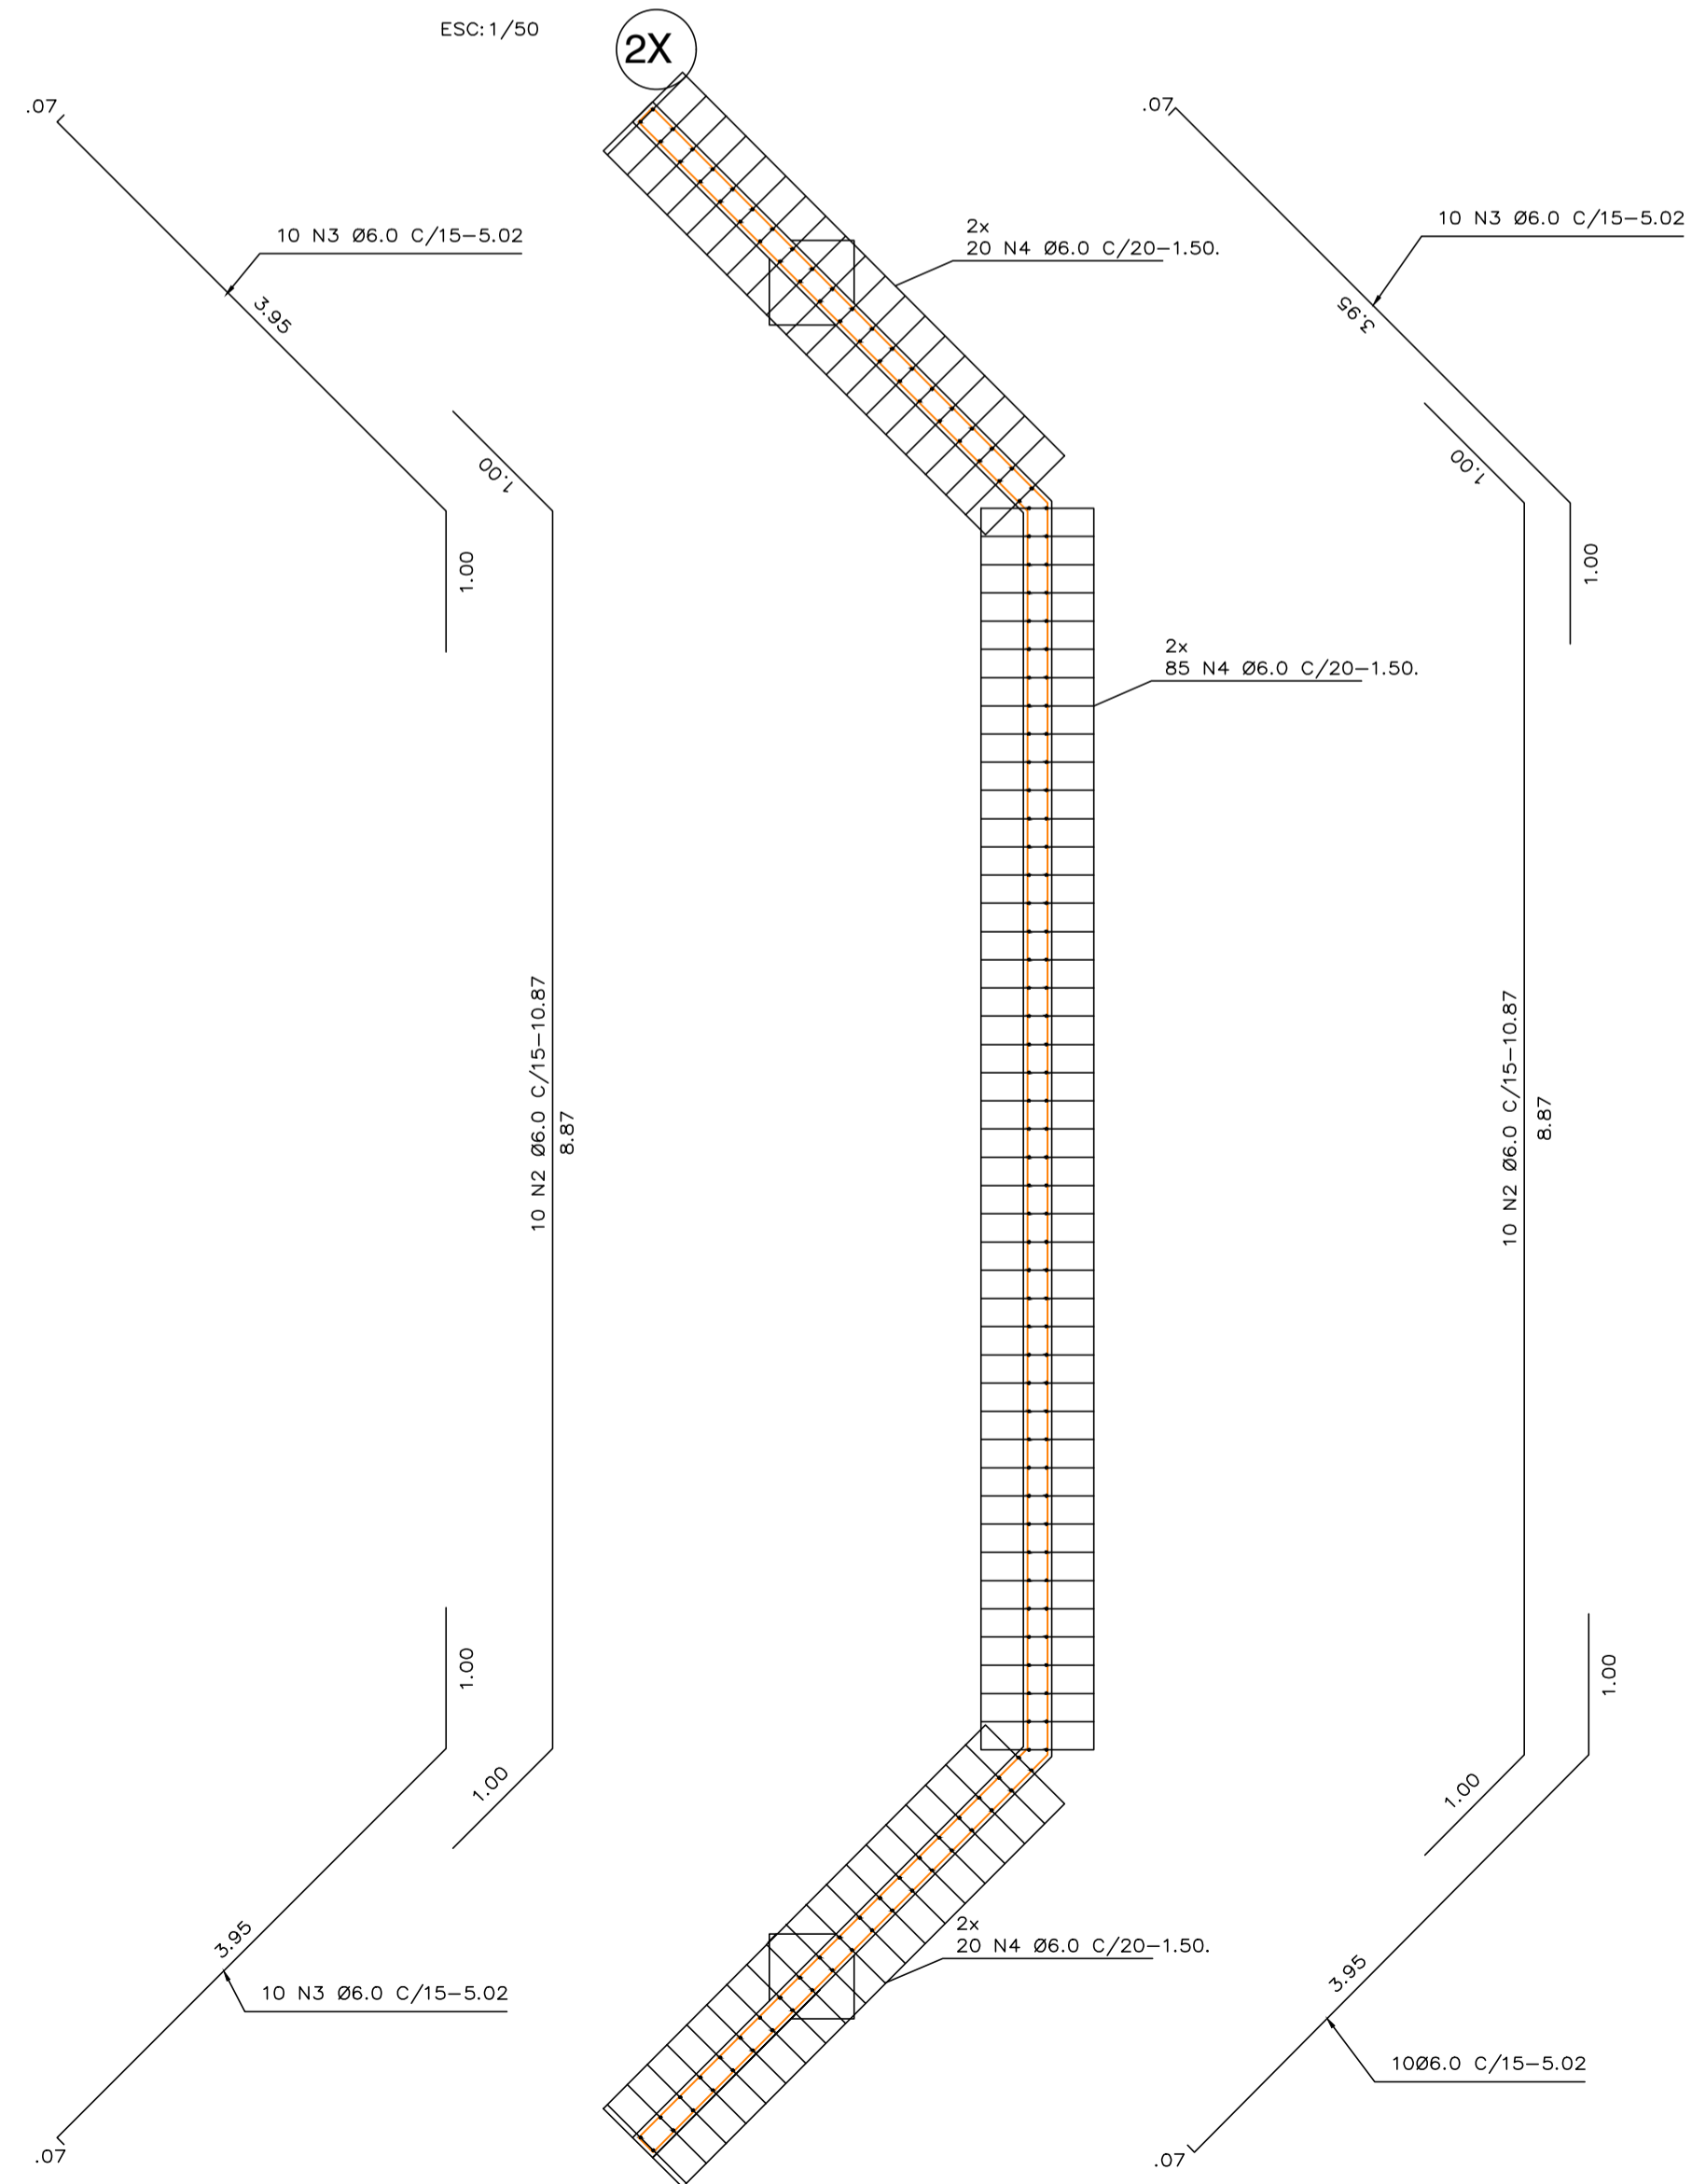 ESC:1/50
2X
.07
.07
10 N3 Ø6.0 C/15-5.02
3.95
2x
20 N4 Ø6.0 C/20-1.50.
10 N3 Ø6.0 C/15-5.02
3.95
1.00
1.00
1.00
1.00
2x
85 N4 Ø6.0 C/20-1.50.
10 N2 Ø6.0 C/15-10.87
8.87
10 N2 Ø6.0 C/15-10.87
8.87
1.00
1.00
1.00
1.00
3.95
10 N3 Ø6.0 C/15-5.02
2x
20 N4 Ø6.0 C/20-1.50.
3.95
10Ø6.0 C/15-5.02
.07
.07